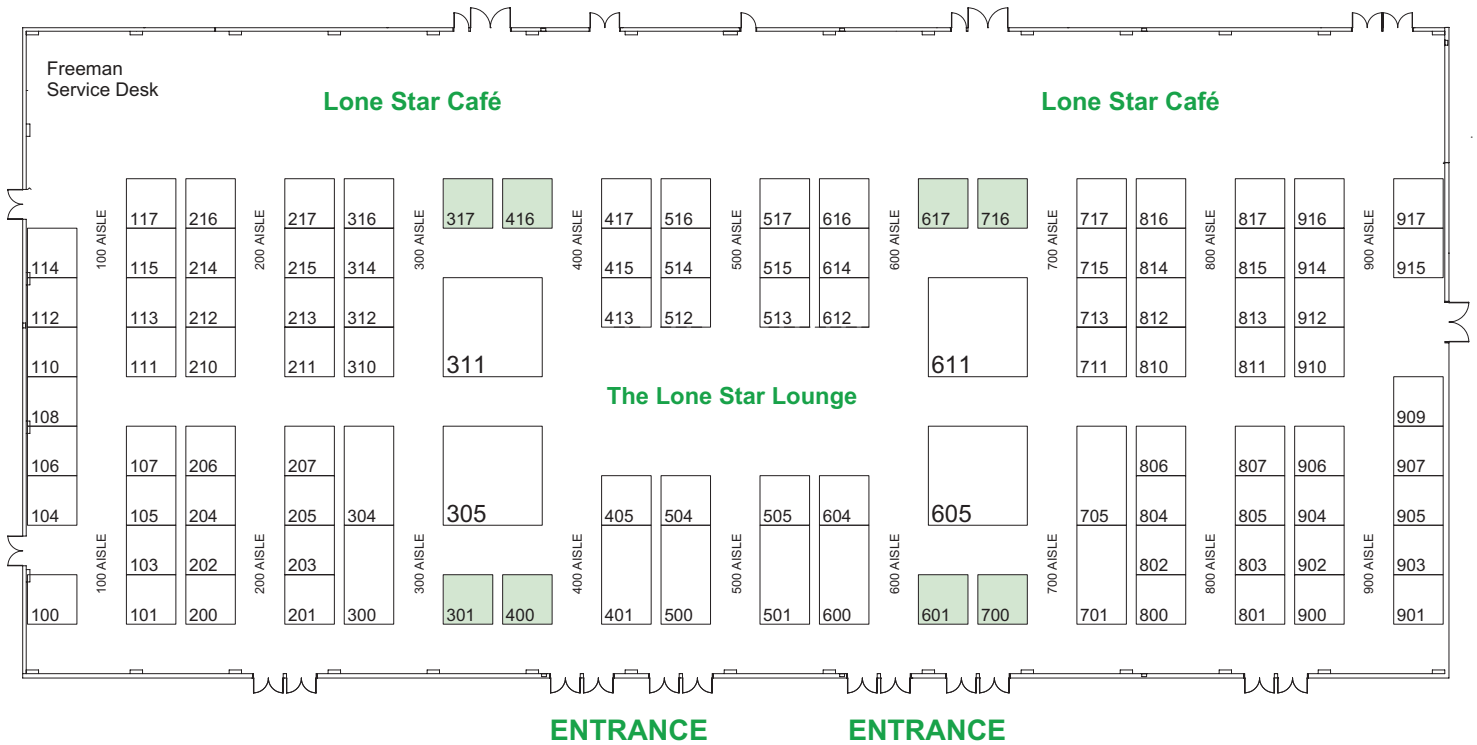 Freeman
Service Desk
Lone Star Café
Lone Star Café
117 216 217 316 317 416 417 516 517 616 617 716 717 816 817 916 917
100 AISLE 200 AISLE 300 AISLE 400 AISLE 500 AISLE 600 AISLE 700 AISLE 800 AISLE 900 AISLE
114 115 214 215 314 415 514 515 614 715 814 815 914 915
112 113 212 213 312 413 512 513 612 713 812 813 912
110 111 210 211 310 311 611 711 810 811 910
The Lone Star Lounge
108 909
106 107 206 207 806 807 906 907
104 105 204 205 304 305 405 504 505 604 605 705 804 805 904 905
100 AISLE 200 AISLE 300 AISLE 400 AISLE 500 AISLE 600 AISLE 700 AISLE 800 AISLE 900 AISLE
103 202 203 802 803 902 903
100 101 200 201 300 301 400 401 500 501 600 601 700 701 800 801 900 901
ENTRANCE ENTRANCE